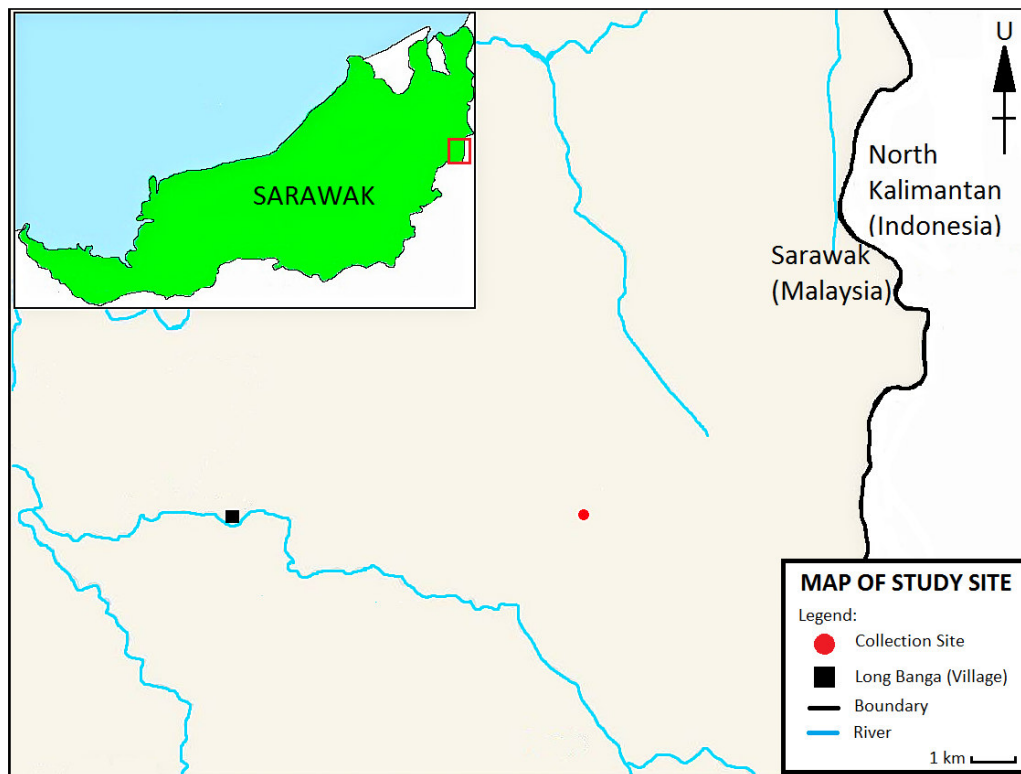 SARAWAK
U
North
Kalimantan
(Indonesia)
Sarawak
(Malaysia)
MAP OF STUDY SITE
Legend:
Collection Site
Long Banga (Village)
Boundary
River
1 km